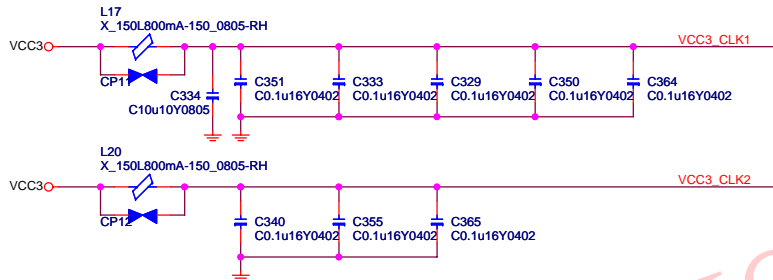 L17
X_150L800mA-150_0805-RH
VCC3
VCC3_CLK1
CP11
C334
C10u10Y0805
C351
C0.1u16Y0402
C333
C0.1u16Y0402
C329
C0.1u16Y0402
C350
C0.1u16Y0402
C364
C0.1u16Y0402
L20
X_150L800mA-150_0805-RH
VCC3
VCC3_CLK2
CP12
C340
C0.1u16Y0402
C355
C0.1u16Y0402
C365
C0.1u16Y0402